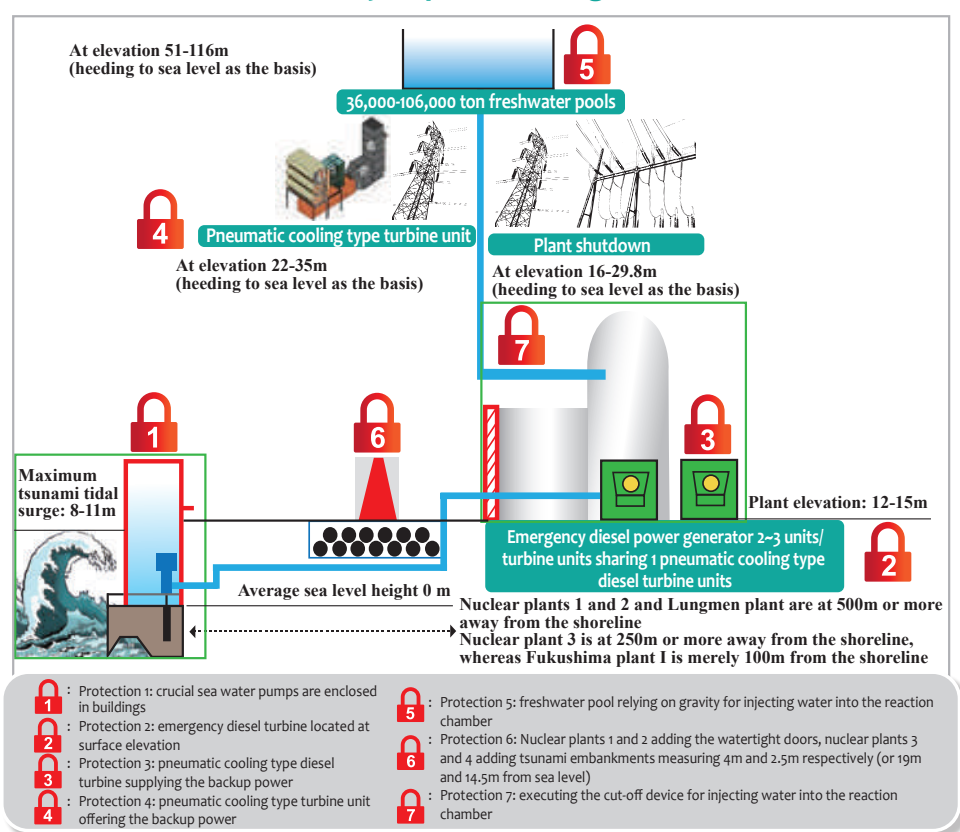 At elevation 51-116m
(heeding to sea level as the basis)
5
36,000-106,000 ton freshwater pools
4
Pneumatic cooling type turbine unit
Plant shutdown
At elevation 22-35m
(heeding to sea level as the basis)
At elevation 16-29.8m
(heeding to sea level as the basis)
7
1
6
3
Maximum
tsunami tidal
surge: 8-11m
Plant elevation: 12-15m
Emergency diesel power generator 2~3 units/
turbine units sharing 1 pneumatic cooling type
diesel turbine units
2
Average sea level height 0 m
Nuclear plants 1 and 2 and Lungmen plant are at 500m or more
away from the shoreline
Nuclear plant 3 is at 250m or more away from the shoreline,
whereas Fukushima plant I is merely 100m from the shoreline
1 : Protection 1: crucial sea water pumps are enclosed
in buildings
2 : Protection 2: emergency diesel turbine located at
surface elevation
3 : Protection 3: pneumatic cooling type diesel
turbine supplying the backup power
4 : Protection 4: pneumatic cooling type turbine unit
offering the backup power
5 : Protection 5: freshwater pool relying on gravity for injecting water into the reaction
chamber
6 : Protection 6: Nuclear plants 1 and 2 adding the watertight doors, nuclear plants 3
and 4 adding tsunami embankments measuring 4m and 2.5m respectively (or 19m
and 14.5m from sea level)
7 : Protection 7: executing the cut-off device for injecting water into the reaction
chamber